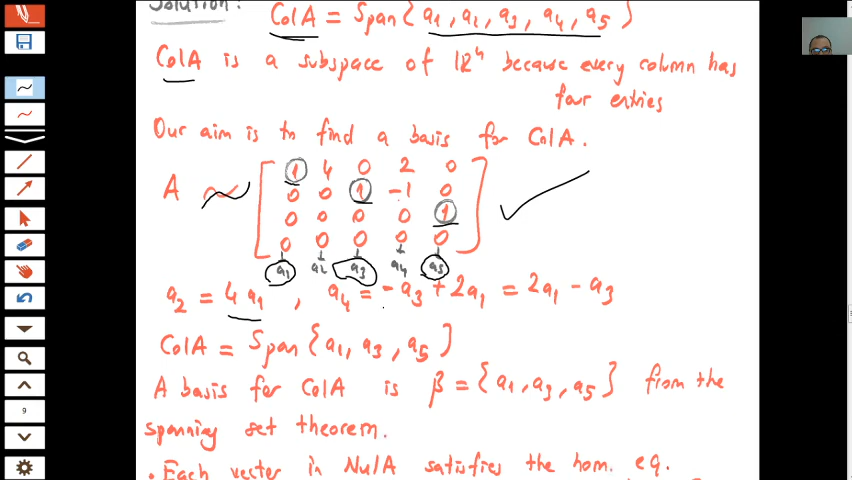 Solution:
ColA = Span{a1, a2, a3, a4, a5}
ColA is a subspace of IR^4 because every column has
four entries
Our aim is to find a basis for ColA.
A ~ [ 1 4 0 2 0
0 0 1 -1 0
0 0 0 0 1
0 0 0 0 0 ]
a1 a2 a3 a4 a5
a2 = 4a1, a4 = -a3 + 2a1 = 2a1 - a3
ColA = Span{a1, a3, a5}
A basis for ColA is β = {a1, a3, a5} from the
spanning set theorem.
• Each vector in NulA satisfies the hom. eq.
9